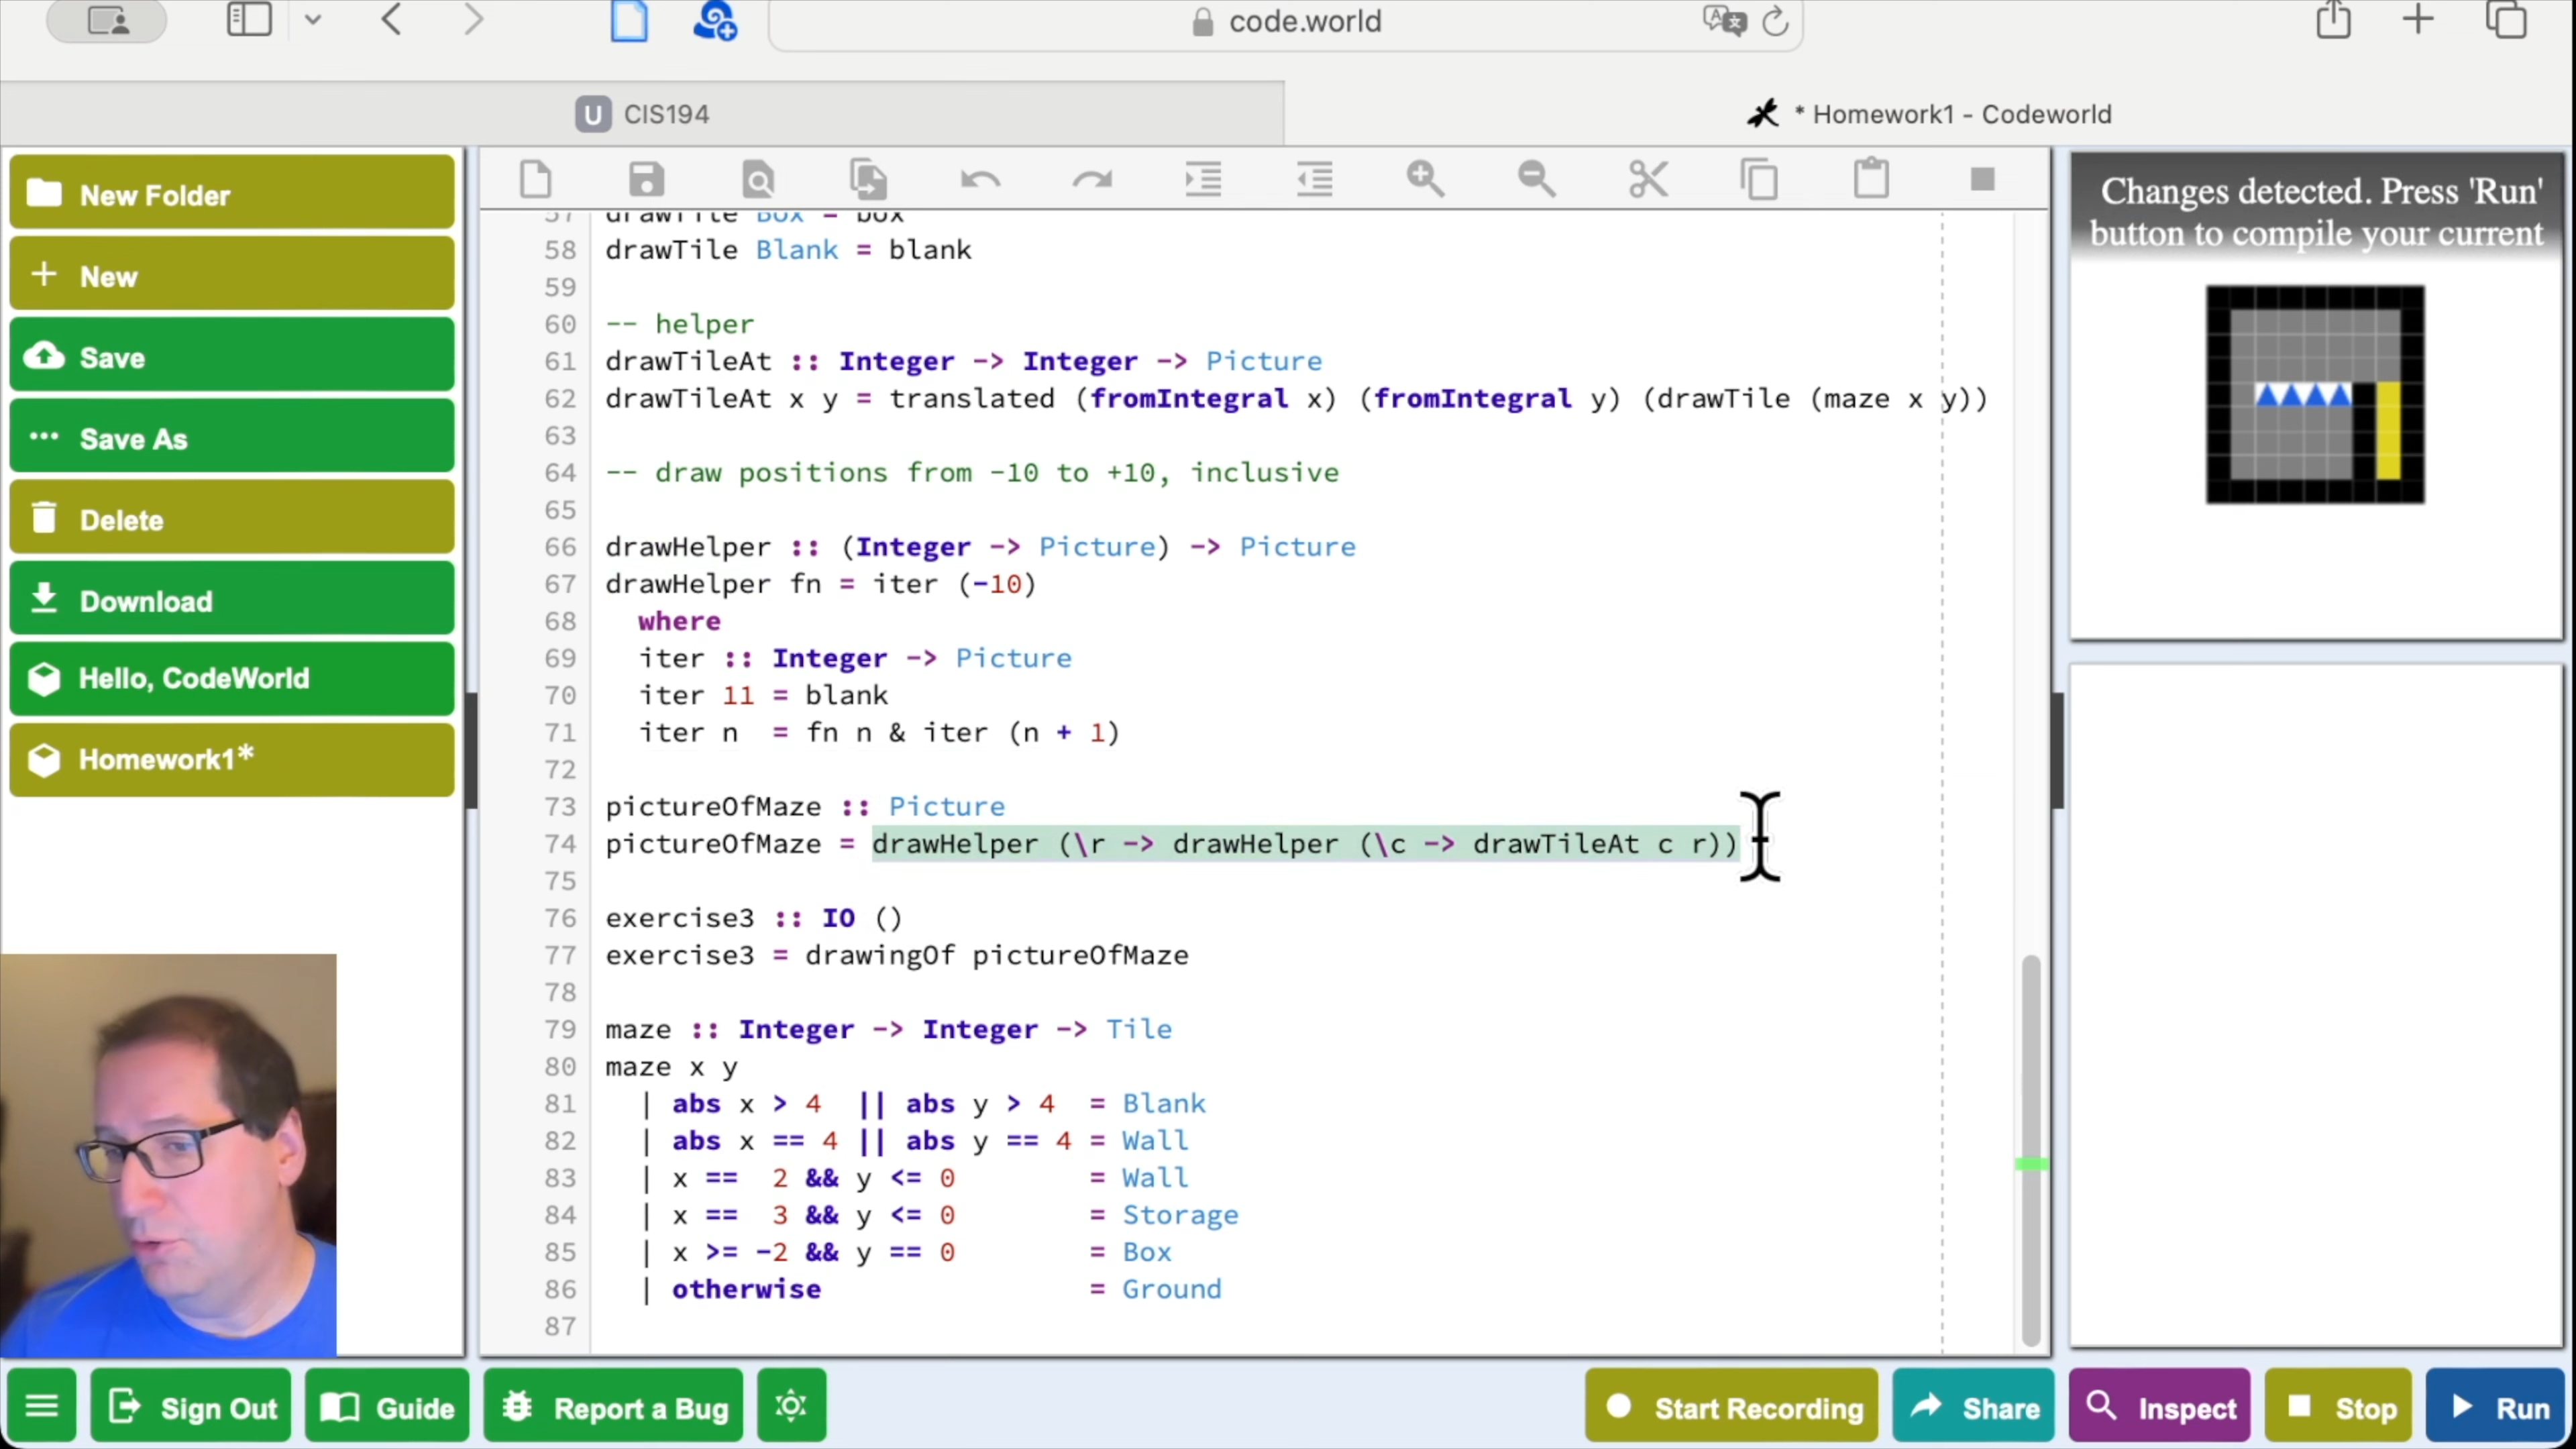 code.world
CIS194
* Homework1 - Codeworld
New Folder
New
Save
Save As
Delete
Download
Hello, CodeWorld
Homework1*
57 drawTile Box = box
58 drawTile Blank = blank
59
60 -- helper
61 drawTileAt :: Integer -> Integer -> Picture
62 drawTileAt x y = translated (fromIntegral x) (fromIntegral y) (drawTile (maze x y))
63
64 -- draw positions from -10 to +10, inclusive
65
66 drawHelper :: (Integer -> Picture) -> Picture
67 drawHelper fn = iter (-10)
68 where
69 iter :: Integer -> Picture
70 iter 11 = blank
71 iter n = fn n & iter (n + 1)
72
73 pictureOfMaze :: Picture
74 pictureOfMaze = drawHelper (\r -> drawHelper (\c -> drawTileAt c r))
75
76 exercise3 :: IO ()
77 exercise3 = drawingOf pictureOfMaze
78
79 maze :: Integer -> Integer -> Tile
80 maze x y
81 | abs x > 4 || abs y > 4 = Blank
82 | abs x == 4 || abs y == 4 = Wall
83 | x == 2 && y <= 0 = Wall
84 | x == 3 && y <= 0 = Storage
85 | x >= -2 && y == 0 = Box
86 | otherwise = Ground
87
Changes detected. Press 'Run'
button to compile your current
Sign Out
Guide
Report a Bug
Start Recording
Share
Inspect
Stop
Run